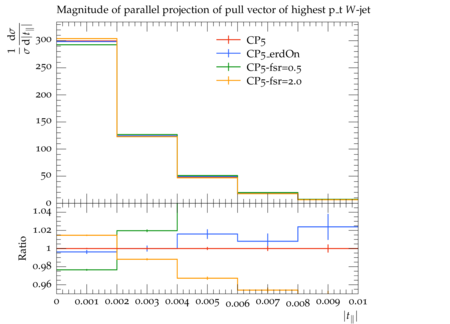 Magnitude of parallel projection of pull vector of highest p_t W-jet
1/σ dσ/d|t∥|
CP5
CP5_erdOn
CP5-fsr=0.5
CP5-fsr=2.0
300
250
200
150
100
50
0
Ratio
1.04
1.02
1
0.98
0.96
0 0.001 0.002 0.003 0.004 0.005 0.006 0.007 0.008 0.009 0.01
|t∥|